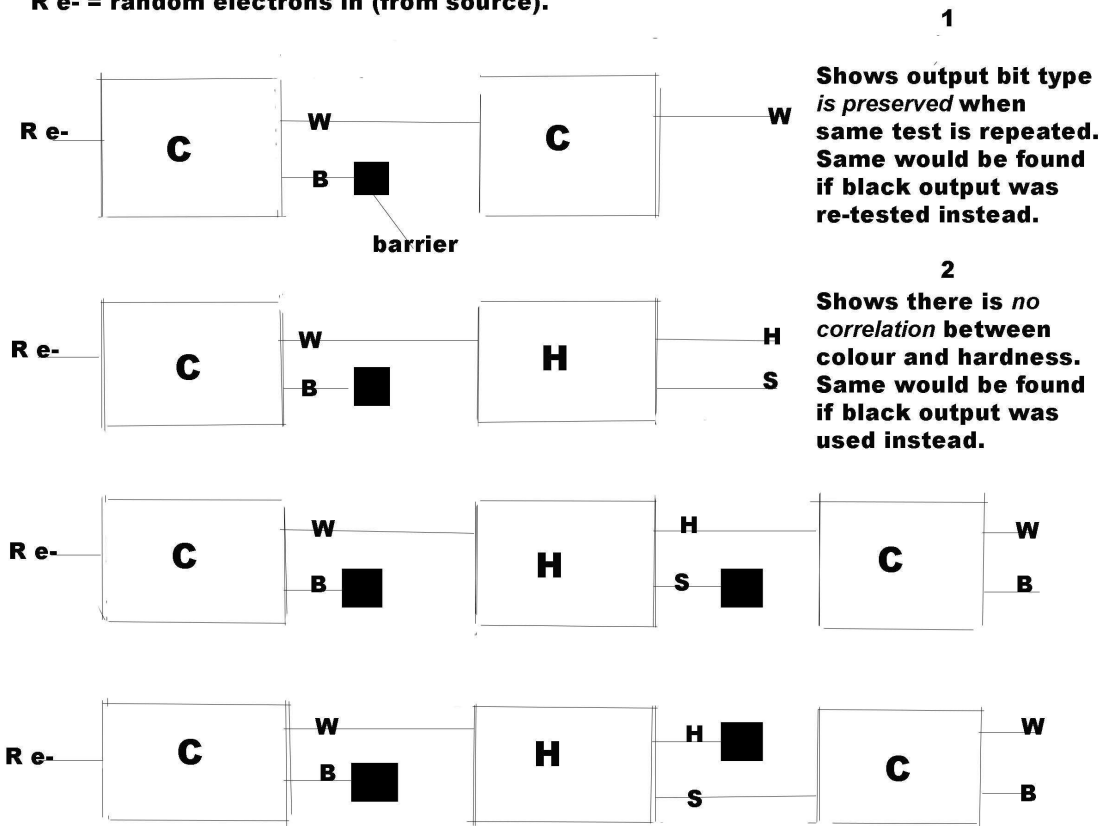 R e- = random electrons in (from source).
1
R e-
C
W
B
barrier
C
W
Shows output bit type
is preserved when
same test is repeated.
Same would be found
if black output was
re-tested instead.
2
R e-
C
W
B
H
H
S
Shows there is no
correlation between
colour and hardness.
Same would be found
if black output was
used instead.
R e-
C
W
B
H
H
S
C
W
B
R e-
C
W
B
H
H
S
C
W
B